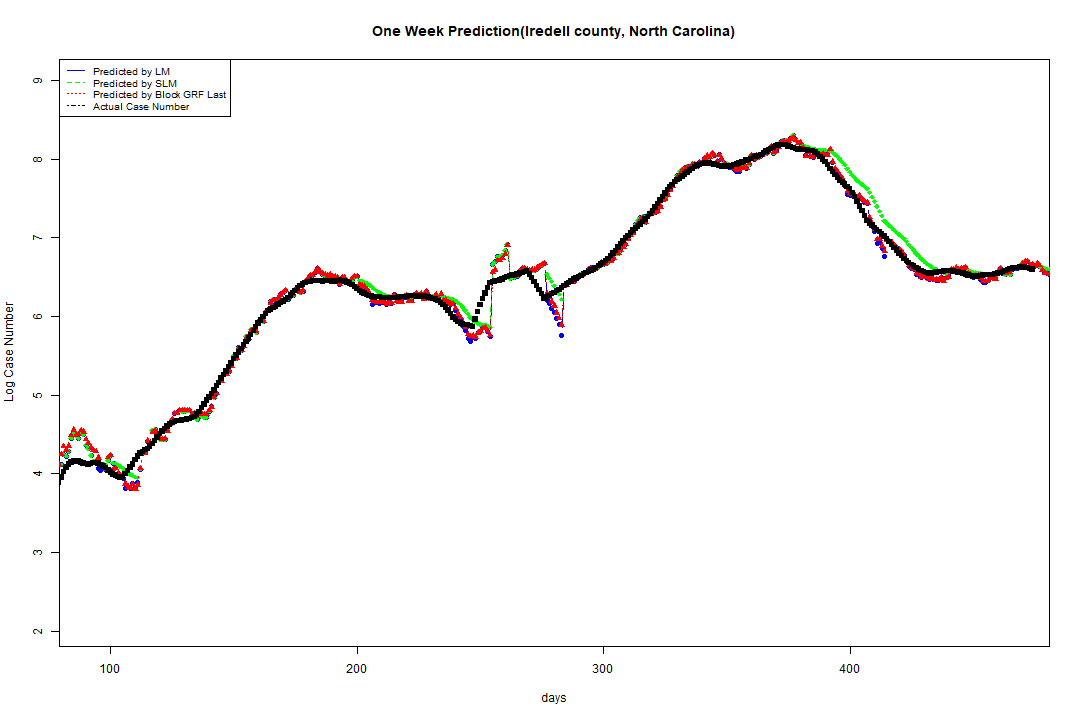 One Week Prediction(Iredell county, North Carolina)
Predicted by LM
Predicted by SLM
Predicted by Block GRF Last
Actual Case Number
9
8
7
6
5
4
3
2
Log Case Number
100 200 300 400
days